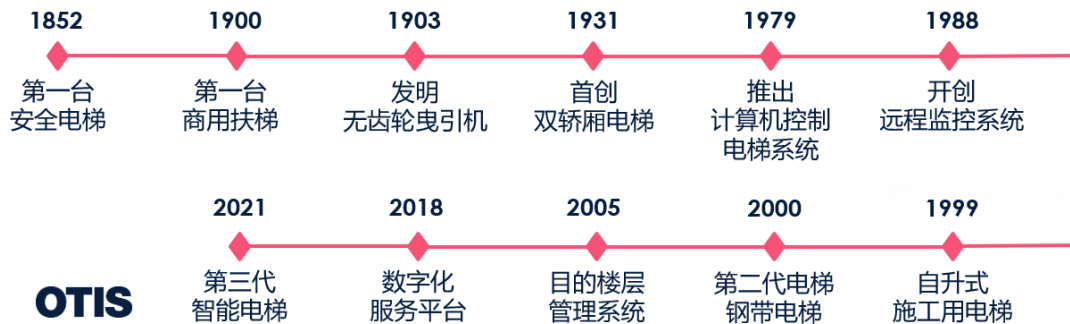 1852
第一台
安全电梯
1900
第一台
商用扶梯
1903
发明
无齿轮曳引机
1931
首创
双轿厢电梯
1979
推出
计算机控制
电梯系统
1988
开创
远程监控系统
2021
第三代
智能电梯
2018
数字化
服务平台
2005
目的楼层
管理系统
2000
第二代电梯
钢带电梯
1999
自升式
施工用电梯
OTIS